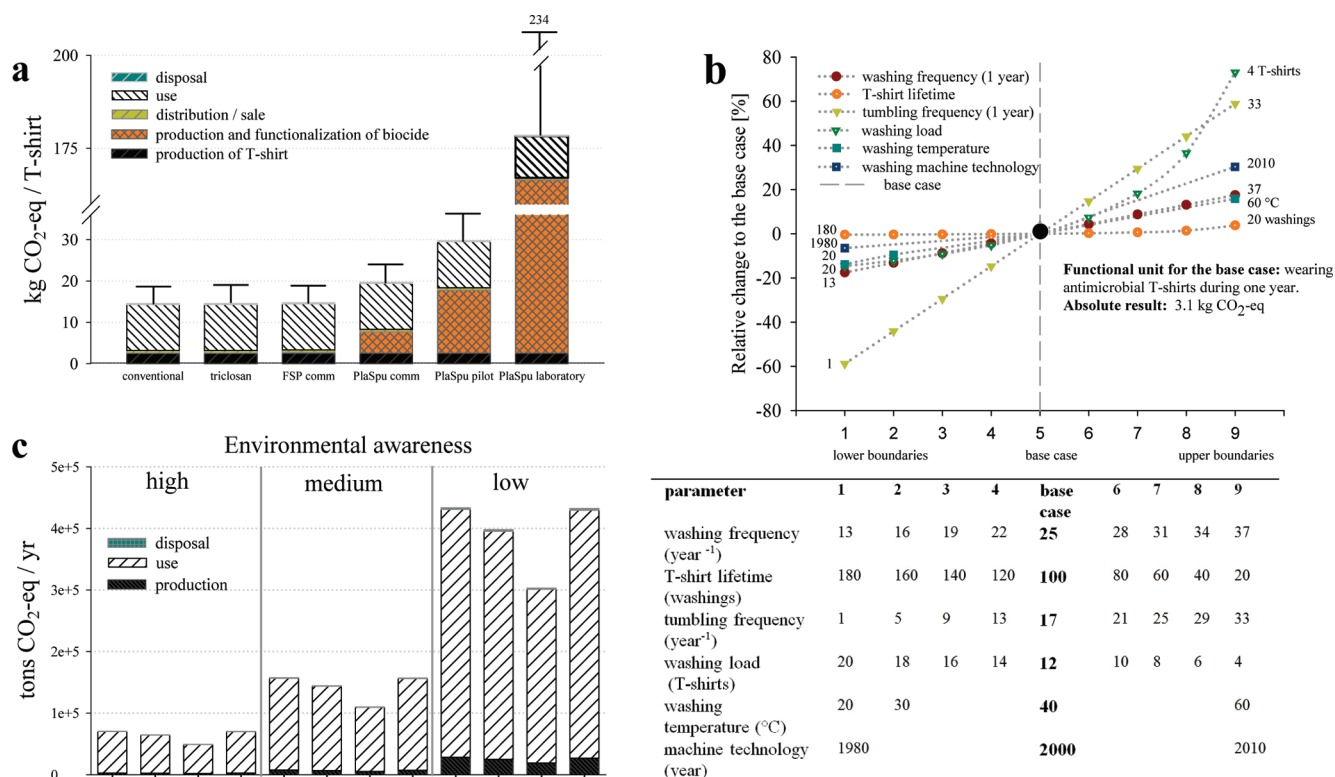 a
234
200
175
30
20
10
0
kg CO2-eq / T-shirt
disposal
use
distribution / sale
production and functionalization of biocide
production of T-shirt
conventional
triclosan
FSP comm
PlaSpu comm
PlaSpu pilot
PlaSpu laboratory
b
Relative change to the base case [%]
80
80
60
40
20
0
-20
-40
-60
-80
washing frequency (1 year)
T-shirt lifetime
tumbling frequency (1 year)
washing load
washing temperature
washing machine technology
base case
4 T-shirts
33
2010
37
60 °C
20 washings
180
1980
20
20
13
1
Functional unit for the base case: wearing
antimicrobial T-shirts during one year.
Absolute result: 3.1 kg CO2-eq
1 2 3 4 5 6 7 8 9
lower boundaries base case upper boundaries
c
Environmental awareness
high medium low
tons CO2-eq / yr
5e+5
4e+5
3e+5
2e+5
1e+5
0
disposal
use
production
parameter 1 2 3 4 base 6 7 8 9
case
washing frequency 13 16 19 22 25 28 31 34 37
(year -1)
T-shirt lifetime 180 160 140 120 100 80 60 40 20
(washings)
tumbling frequency 1 5 9 13 17 21 25 29 33
(year-1)
washing load 20 18 16 14 12 10 8 6 4
(T-shirts)
washing 20 30 40 60
temperature (°C)
machine technology 1980 2000 2010
(year)